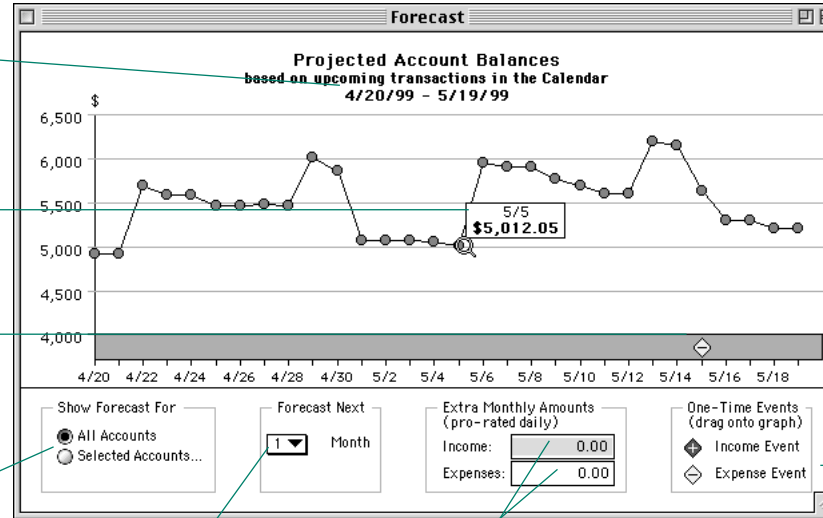 Forecast
Projected Account Balances
based on upcoming transactions in the Calendar
4/20/99 - 5/19/99
$
6,500
6,000
5,500
5,000
4,500
4,000
5/5
$5,012.05
4/20 4/22 4/24 4/26 4/28 4/30 5/2 5/4 5/6 5/8 5/10 5/12 5/14 5/16 5/18
Show Forecast For
All Accounts
Selected Accounts...
Forecast Next
1 Month
Extra Monthly Amounts
(pro-rated daily)
Income: 0.00
Expenses: 0.00
One-Time Events
(drag onto graph)
Income Event
Expense Event